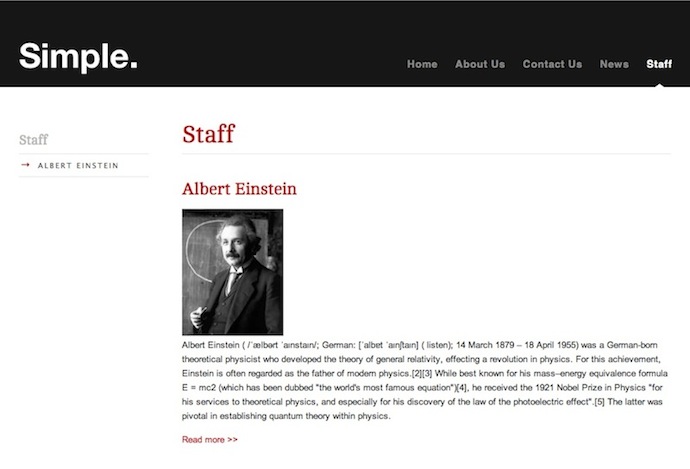 Simple.
Home About Us Contact Us News Staff
Staff
→ ALBERT EINSTEIN
Staff
Albert Einstein
Albert Einstein ( /ˈælbərt ˈaɪnstaɪn/; German: [ˈalbɐt ˈaɪnʃtaɪn] ( listen); 14 March 1879 – 18 April 1955) was a German-born
theoretical physicist who developed the theory of general relativity, effecting a revolution in physics. For this achievement,
Einstein is often regarded as the father of modern physics.[2][3] While best known for his mass–energy equivalence formula
E = mc2 (which has been dubbed "the world's most famous equation")[4], he received the 1921 Nobel Prize in Physics "for
his services to theoretical physics, and especially for his discovery of the law of the photoelectric effect".[5] The latter was
pivotal in establishing quantum theory within physics.
Read more >>